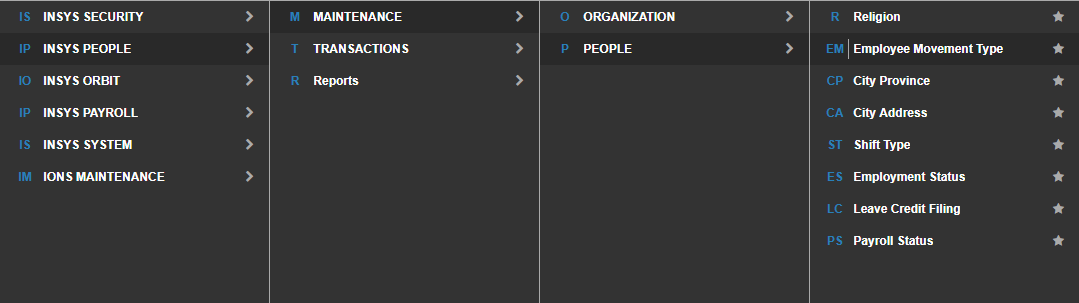 IS INSYS SECURITY
IP INSYS PEOPLE
IO INSYS ORBIT
IP INSYS PAYROLL
IS INSYS SYSTEM
IM IONS MAINTENANCE
M MAINTENANCE
T TRANSACTIONS
R Reports
O ORGANIZATION
P PEOPLE
R Religion
EM Employee Movement Type
CP City Province
CA City Address
ST Shift Type
ES Employment Status
LC Leave Credit Filing
PS Payroll Status